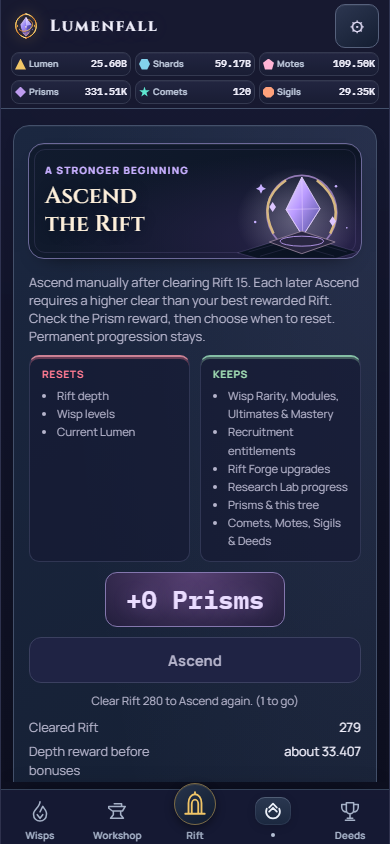 LUMENFALL
Lumen 25.60B
Shards 59.17B
Motes 109.50K
Prisms 331.51K
Comets 120
Sigils 29.35K
A STRONGER BEGINNING
ASCEND
THE RIFT
Ascend manually after clearing Rift 15. Each later Ascend
requires a higher clear than your best rewarded Rift.
Check the Prism reward, then choose when to reset.
Permanent progression stays.
RESETS
• Rift depth
• Wisp levels
• Current Lumen
KEEPS
• Wisp Rarity, Modules,
Ultimates & Mastery
• Recruitment
entitlements
• Rift Forge upgrades
• Research Lab progress
• Prisms & this tree
• Comets, Motes, Sigils
& Deeds
+0 Prisms
Ascend
Clear Rift 280 to Ascend again. (1 to go)
Cleared Rift 279
Depth reward before about 33.407
bonuses
Wisps
Workshop
Rift
Deeds